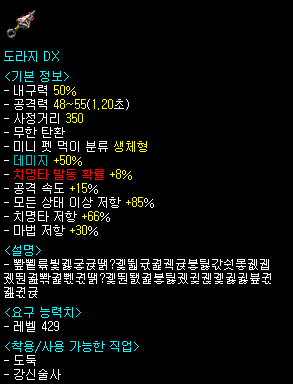 도라지 DX
<기본 정보>
- 내구력 50%
- 공격력 48~55(1,20초)
- 사정거리 350
- 무한 탄환
- 미니 펫 먹이 분류 생체형
- 데미지 +50%
- 치명타 발동 확률 +8%
- 공격 속도 +15%
- 모든 상태 이상 저항 +85%
- 치명타 저항 +66%
- 마법 저항 +30%
<설명>
<요구 능력치>
- 레벨 429
<착용/사용 가능한 직업>
- 도둑
- 강신술사